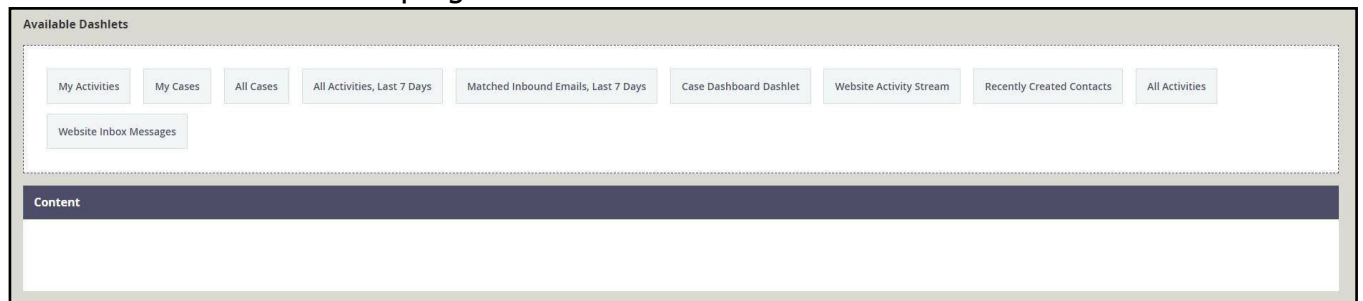 Available Dashlets
My Activities My Cases All Cases All Activities, Last 7 Days Matched Inbound Emails, Last 7 Days Case Dashboard Dashlet Website Activity Stream Recently Created Contacts All Activities
Website Inbox Messages
Content